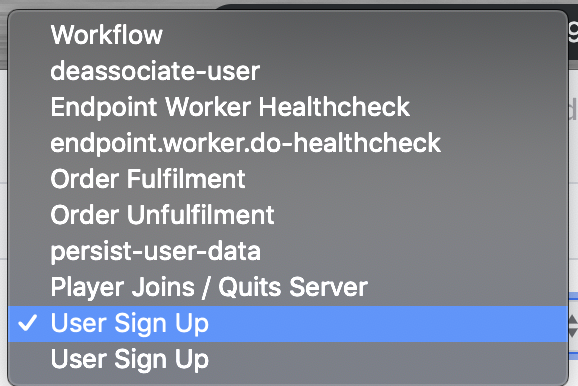 Workflow
deassociate-user
Endpoint Worker Healthcheck
endpoint.worker.do-healthcheck
Order Fulfilment
Order Unfulfilment
persist-user-data
Player Joins / Quits Server
User Sign Up
User Sign Up